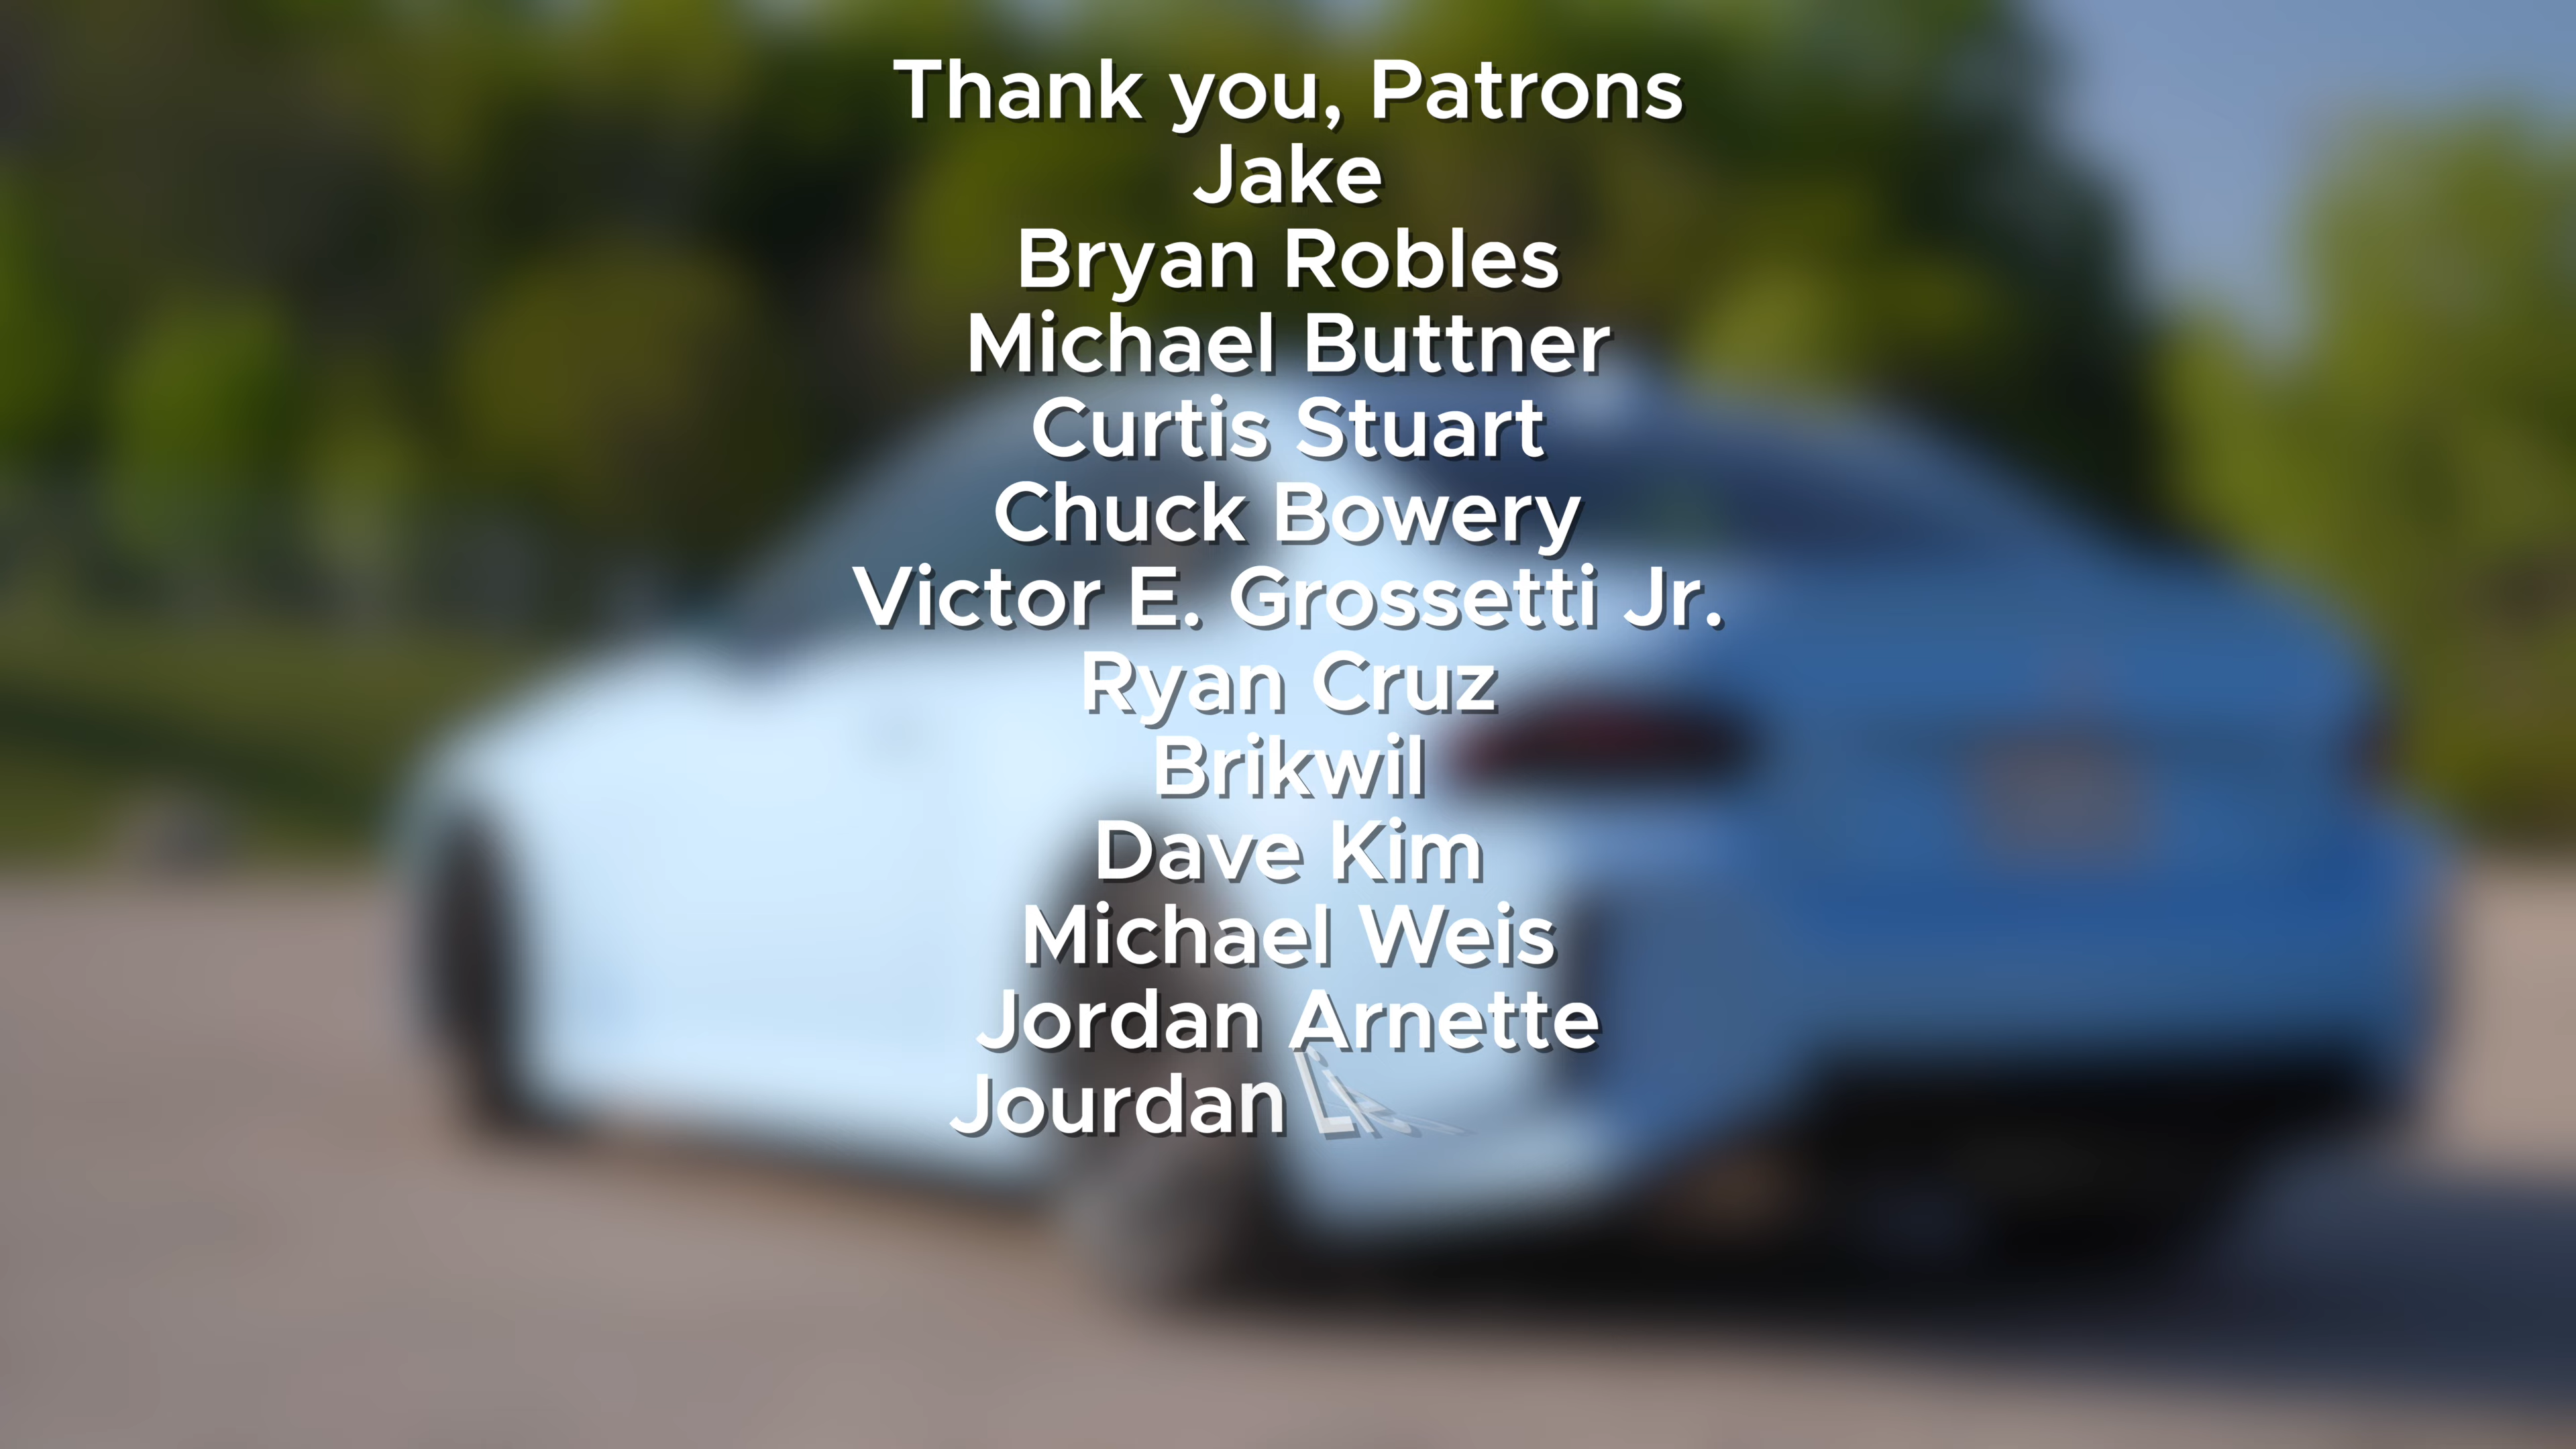 Thank you, Patrons
Jake
Bryan Robles
Michael Buttner
Curtis Stuart
Chuck Bowery
Victor E. Grossetti Jr.
Ryan Cruz
Brikwil
Dave Kim
Michael Weis
Jordan Arnette
Jourdan